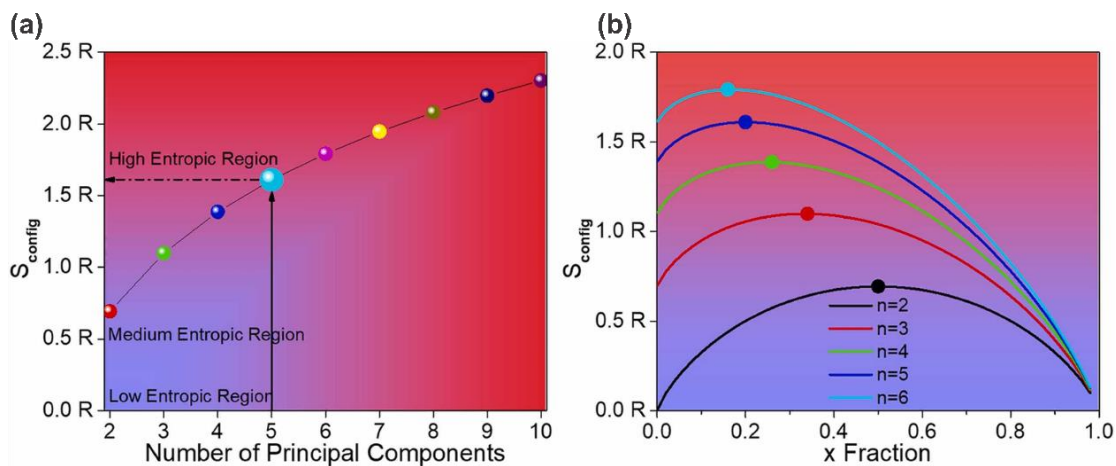 (a)
2.5 R
2.0 R
1.5 R
1.0 R
0.5 R
0.0 R
S_config
High Entropic Region
Medium Entropic Region
Low Entropic Region
2 3 4 5 6 7 8 9 10
Number of Principal Components
(b)
2.0 R
1.5 R
1.0 R
0.5 R
0.0 R
S_config
n=2
n=3
n=4
n=5
n=6
0.0 0.2 0.4 0.6 0.8 1.0
x Fraction